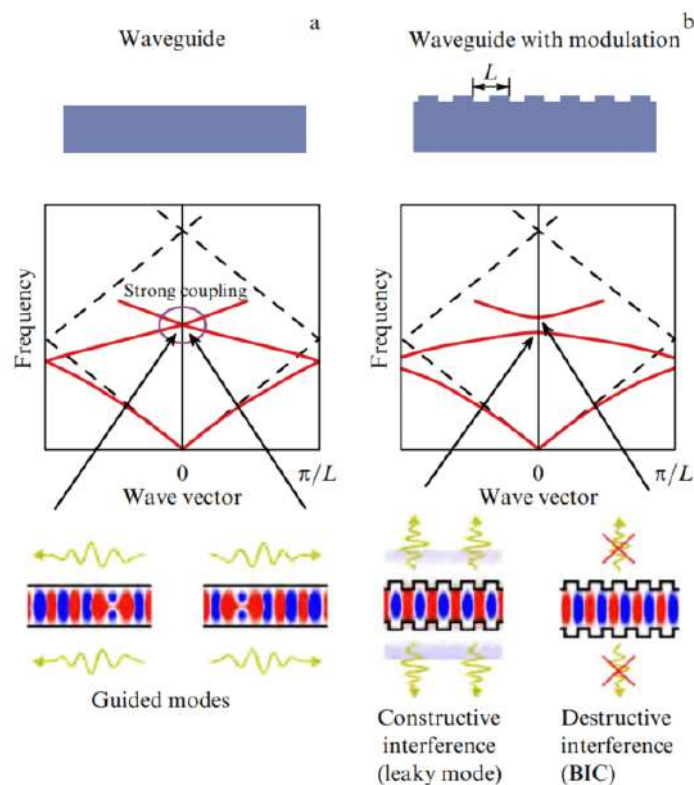 a
Waveguide
b
Waveguide with modulation
L
Frequency
Strong coupling
0
π/L
Wave vector
Frequency
0
π/L
Wave vector
Guided modes
Constructive
interference
(leaky mode)
Destructive
interference
(BIC)